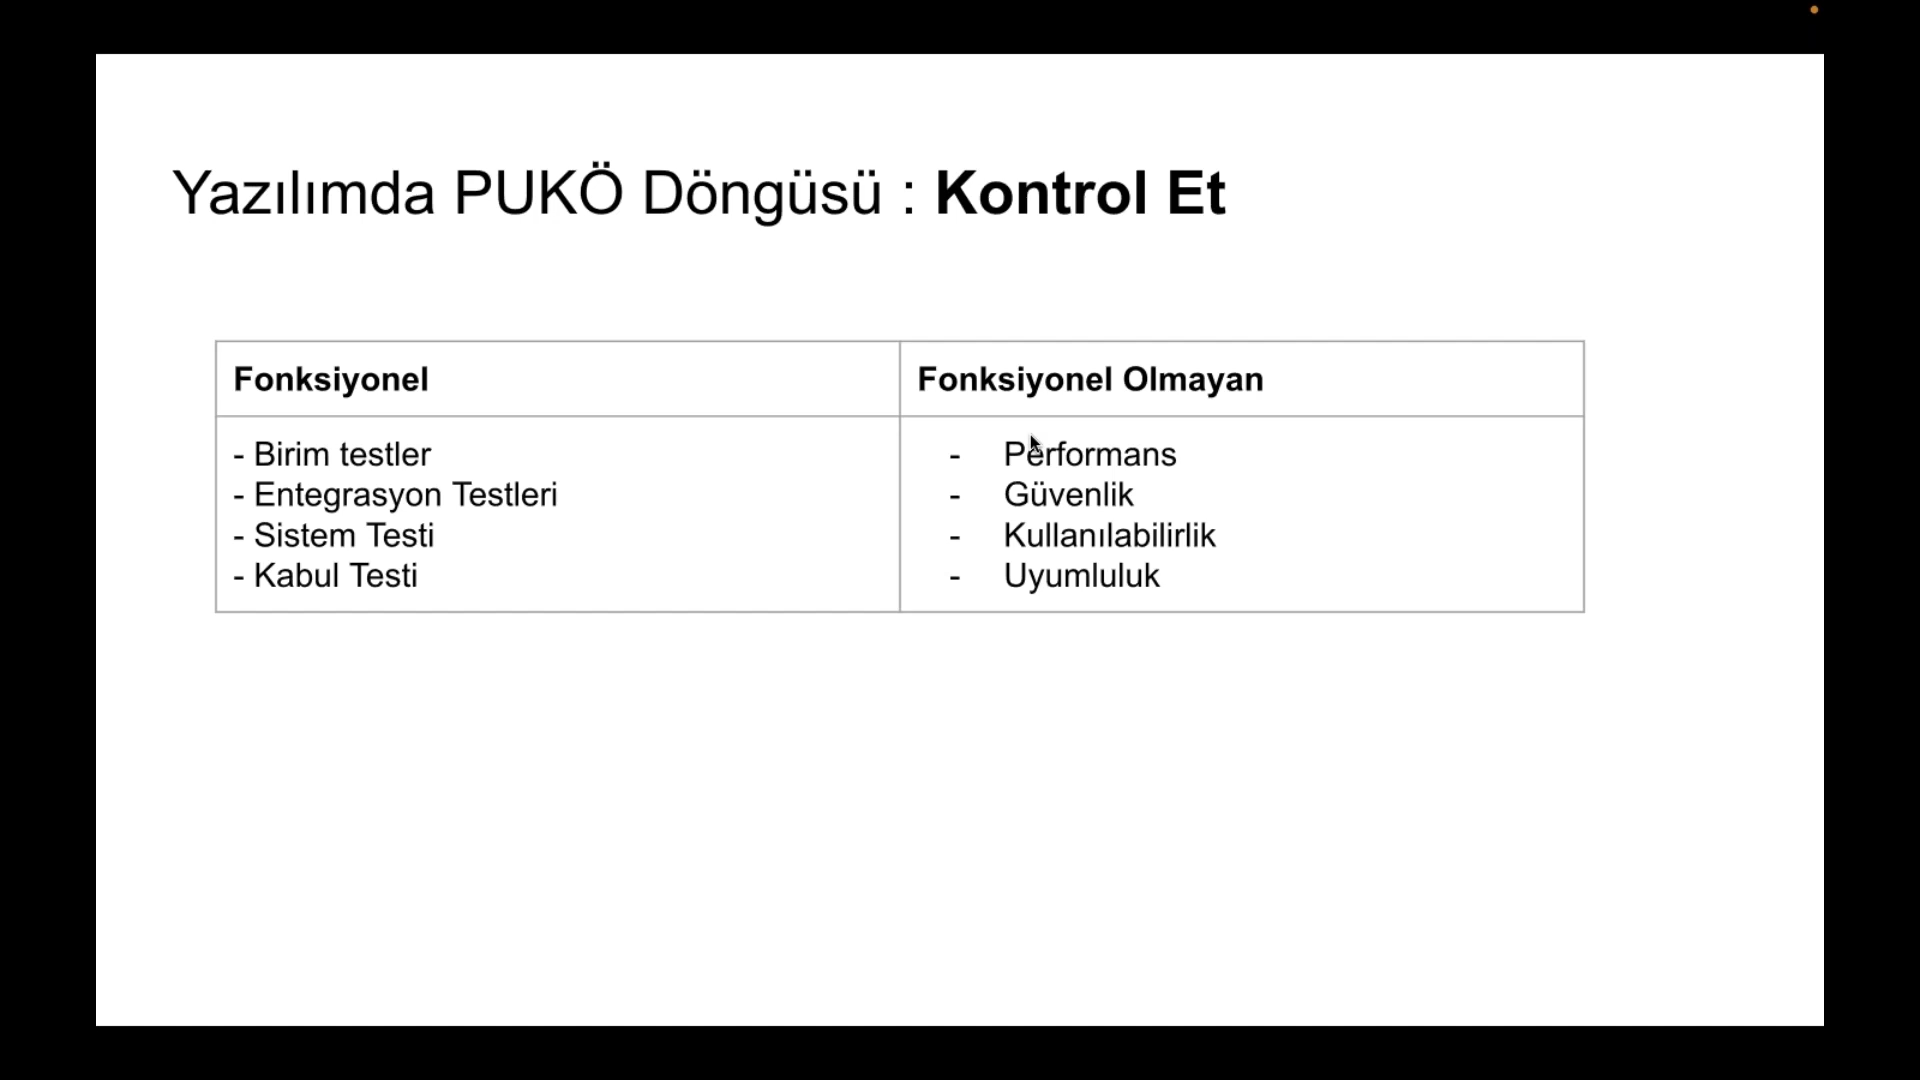 Yazılımda PUKÖ Döngüsü : Kontrol Et
Fonksiyonel
- Birim testler
- Entegrasyon Testleri
- Sistem Testi
- Kabul Testi
Fonksiyonel Olmayan
- Performans
- Güvenlik
- Kullanılabilirlik
- Uyumluluk